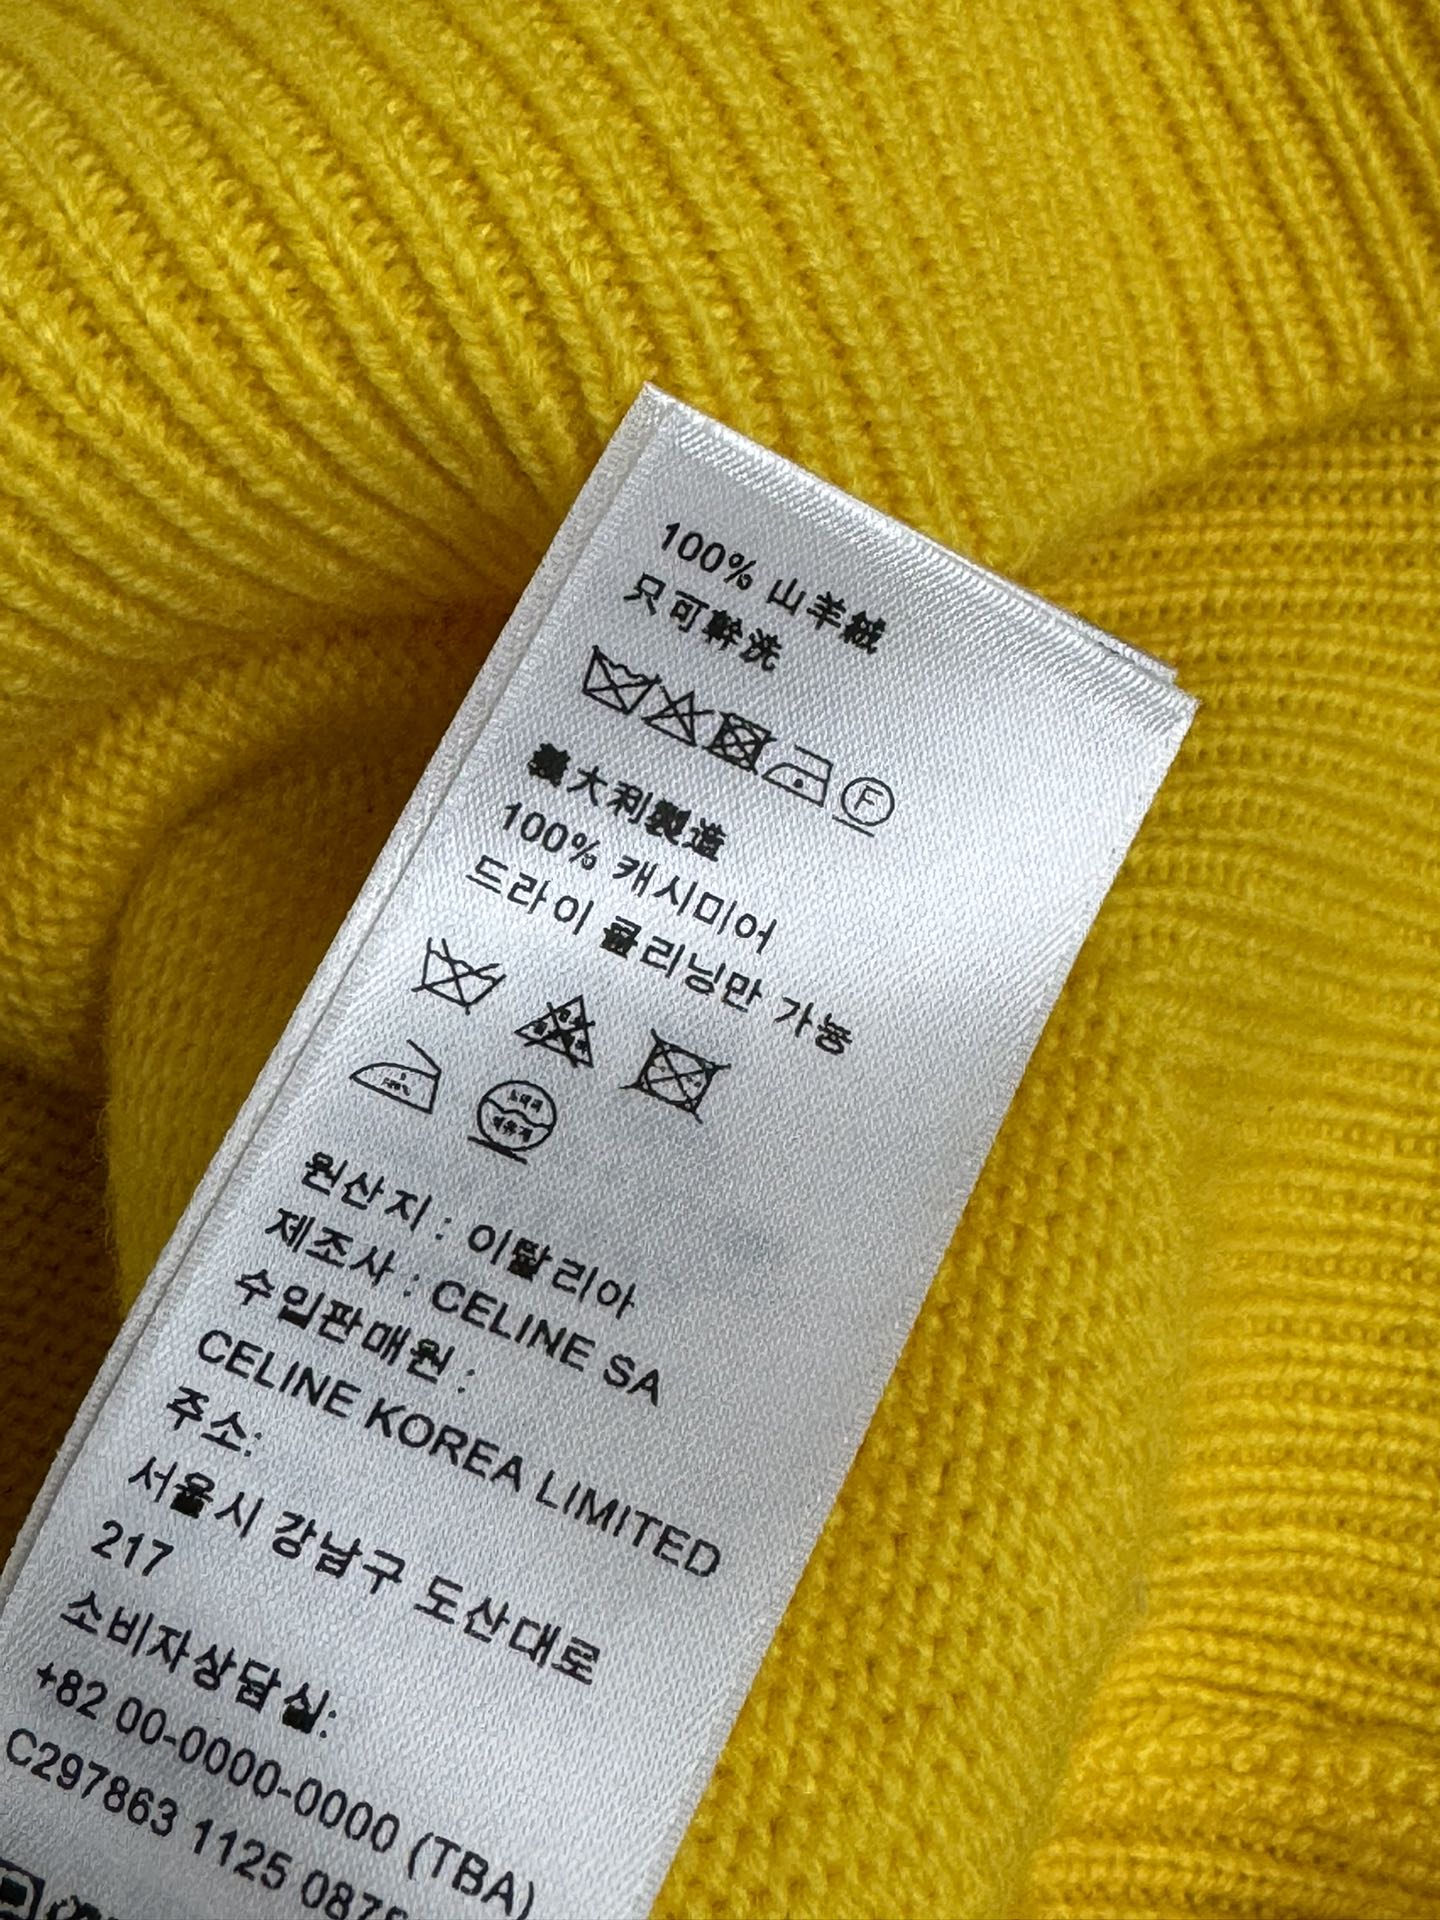 100% 山羊絨
只可幹洗
F
義大利製造
100% 캐시미어
드라이 클리닝만 가능
원산지 : 이탈리아
제조사 : CELINE SA
수입판매원 :
CELINE KOREA LIMITED
주소:
서울시 강남구 도산대로
217
소비자상담실:
+82 00-0000-0000 (TBA)
C297863 1125 087